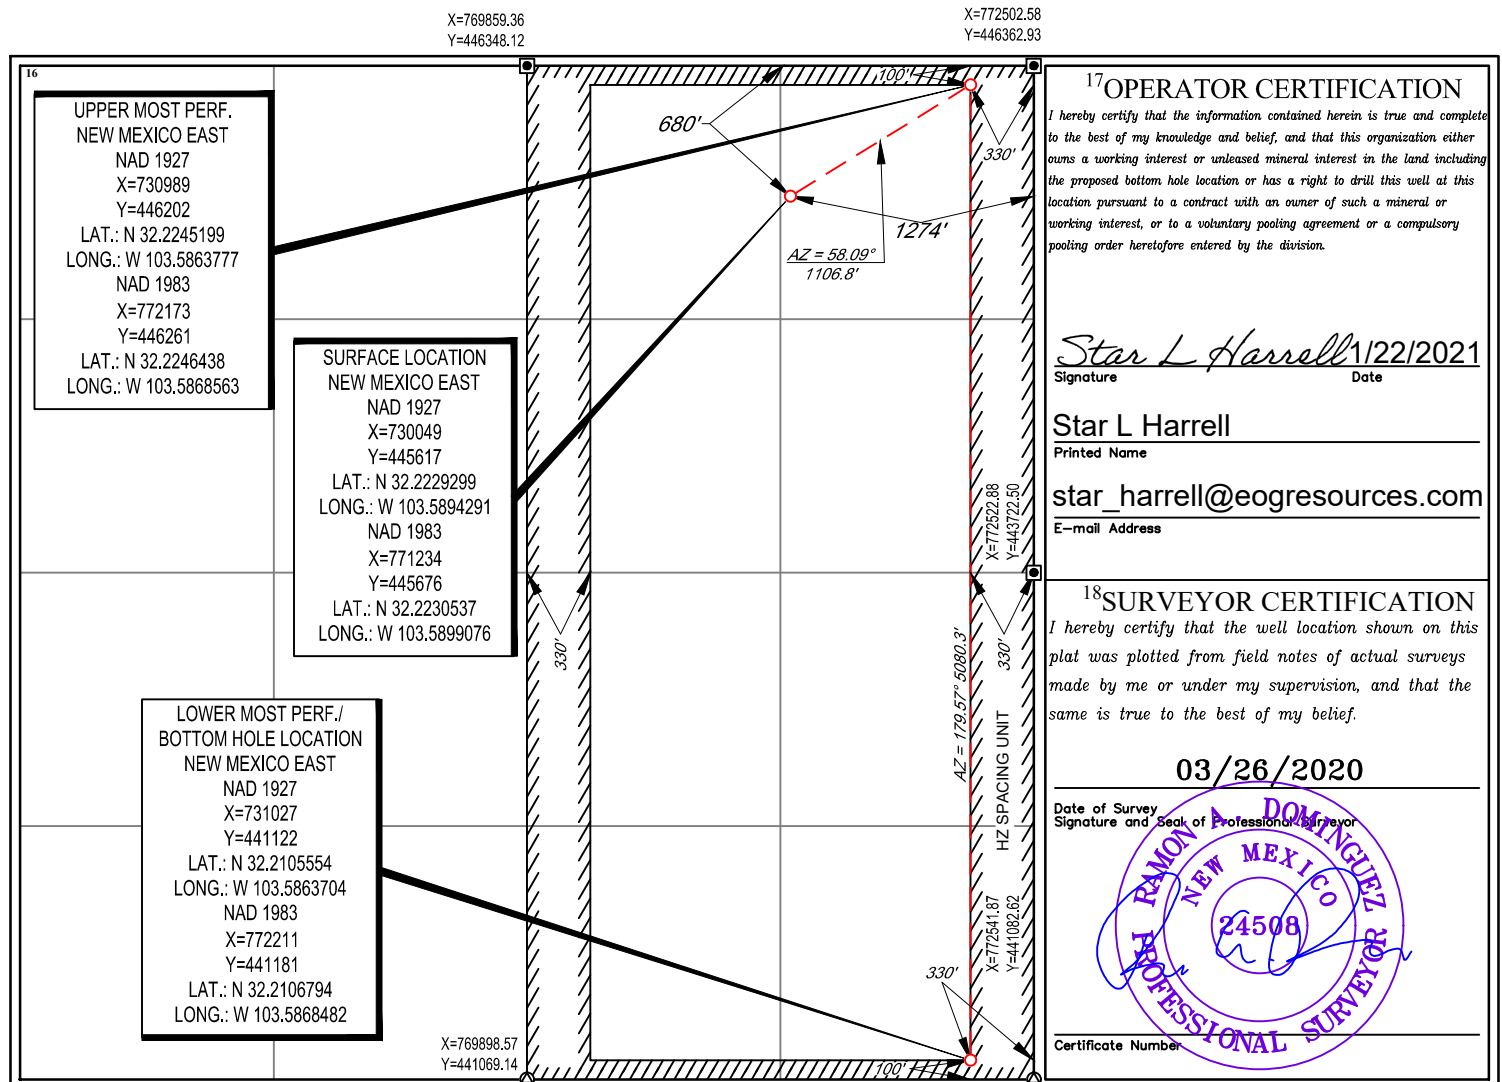 X=769859.36
Y=446348.12
X=772502.58
Y=446362.93
16
UPPER MOST PERF.
NEW MEXICO EAST
NAD 1927
X=730989
Y=446202
LAT.: N 32.2245199
LONG.: W 103.5863777
NAD 1983
X=772173
Y=446261
LAT.: N 32.2246438
LONG.: W 103.5868563
SURFACE LOCATION
NEW MEXICO EAST
NAD 1927
X=730049
Y=445617
LAT.: N 32.2229299
LONG.: W 103.5894291
NAD 1983
X=771234
Y=445676
LAT.: N 32.2230537
LONG.: W 103.5899076
LOWER MOST PERF./
BOTTOM HOLE LOCATION
NEW MEXICO EAST
NAD 1927
X=731027
Y=441122
LAT.: N 32.2105554
LONG.: W 103.5863704
NAD 1983
X=772211
Y=441181
LAT.: N 32.2106794
LONG.: W 103.5868482
X=769898.57
Y=441069.14
100'
680'
330'
1274'
AZ = 58.09°
1106.8'
X=772522.88
Y=443722.50
330'
330'
AZ = 179.57° 5080.3'
HZ SPACING UNIT
X=772541.87
Y=441082.62
330'
100'
17OPERATOR CERTIFICATION
I hereby certify that the information contained herein is true and complete
to the best of my knowledge and belief, and that this organization either
owns a working interest or unleased mineral interest in the land including
the proposed bottom hole location or has a right to drill this well at this
location pursuant to a contract with an owner of such a mineral or
working interest, or to a voluntary pooling agreement or a compulsory
pooling order heretofore entered by the division.
Star L Harrell 1/22/2021
Signature Date
Star L Harrell
Printed Name
star_harrell@eogresources.com
E-mail Address
18SURVEYOR CERTIFICATION
I hereby certify that the well location shown on this
plat was plotted from field notes of actual surveys
made by me or under my supervision, and that the
same is true to the best of my belief.
03/26/2020
Date of Survey
Signature and Seal of Professional Surveyor
RAMON A. DOMINGUEZ
NEW MEXICO
24508
PROFESSIONAL SURVEYOR
Certificate Number